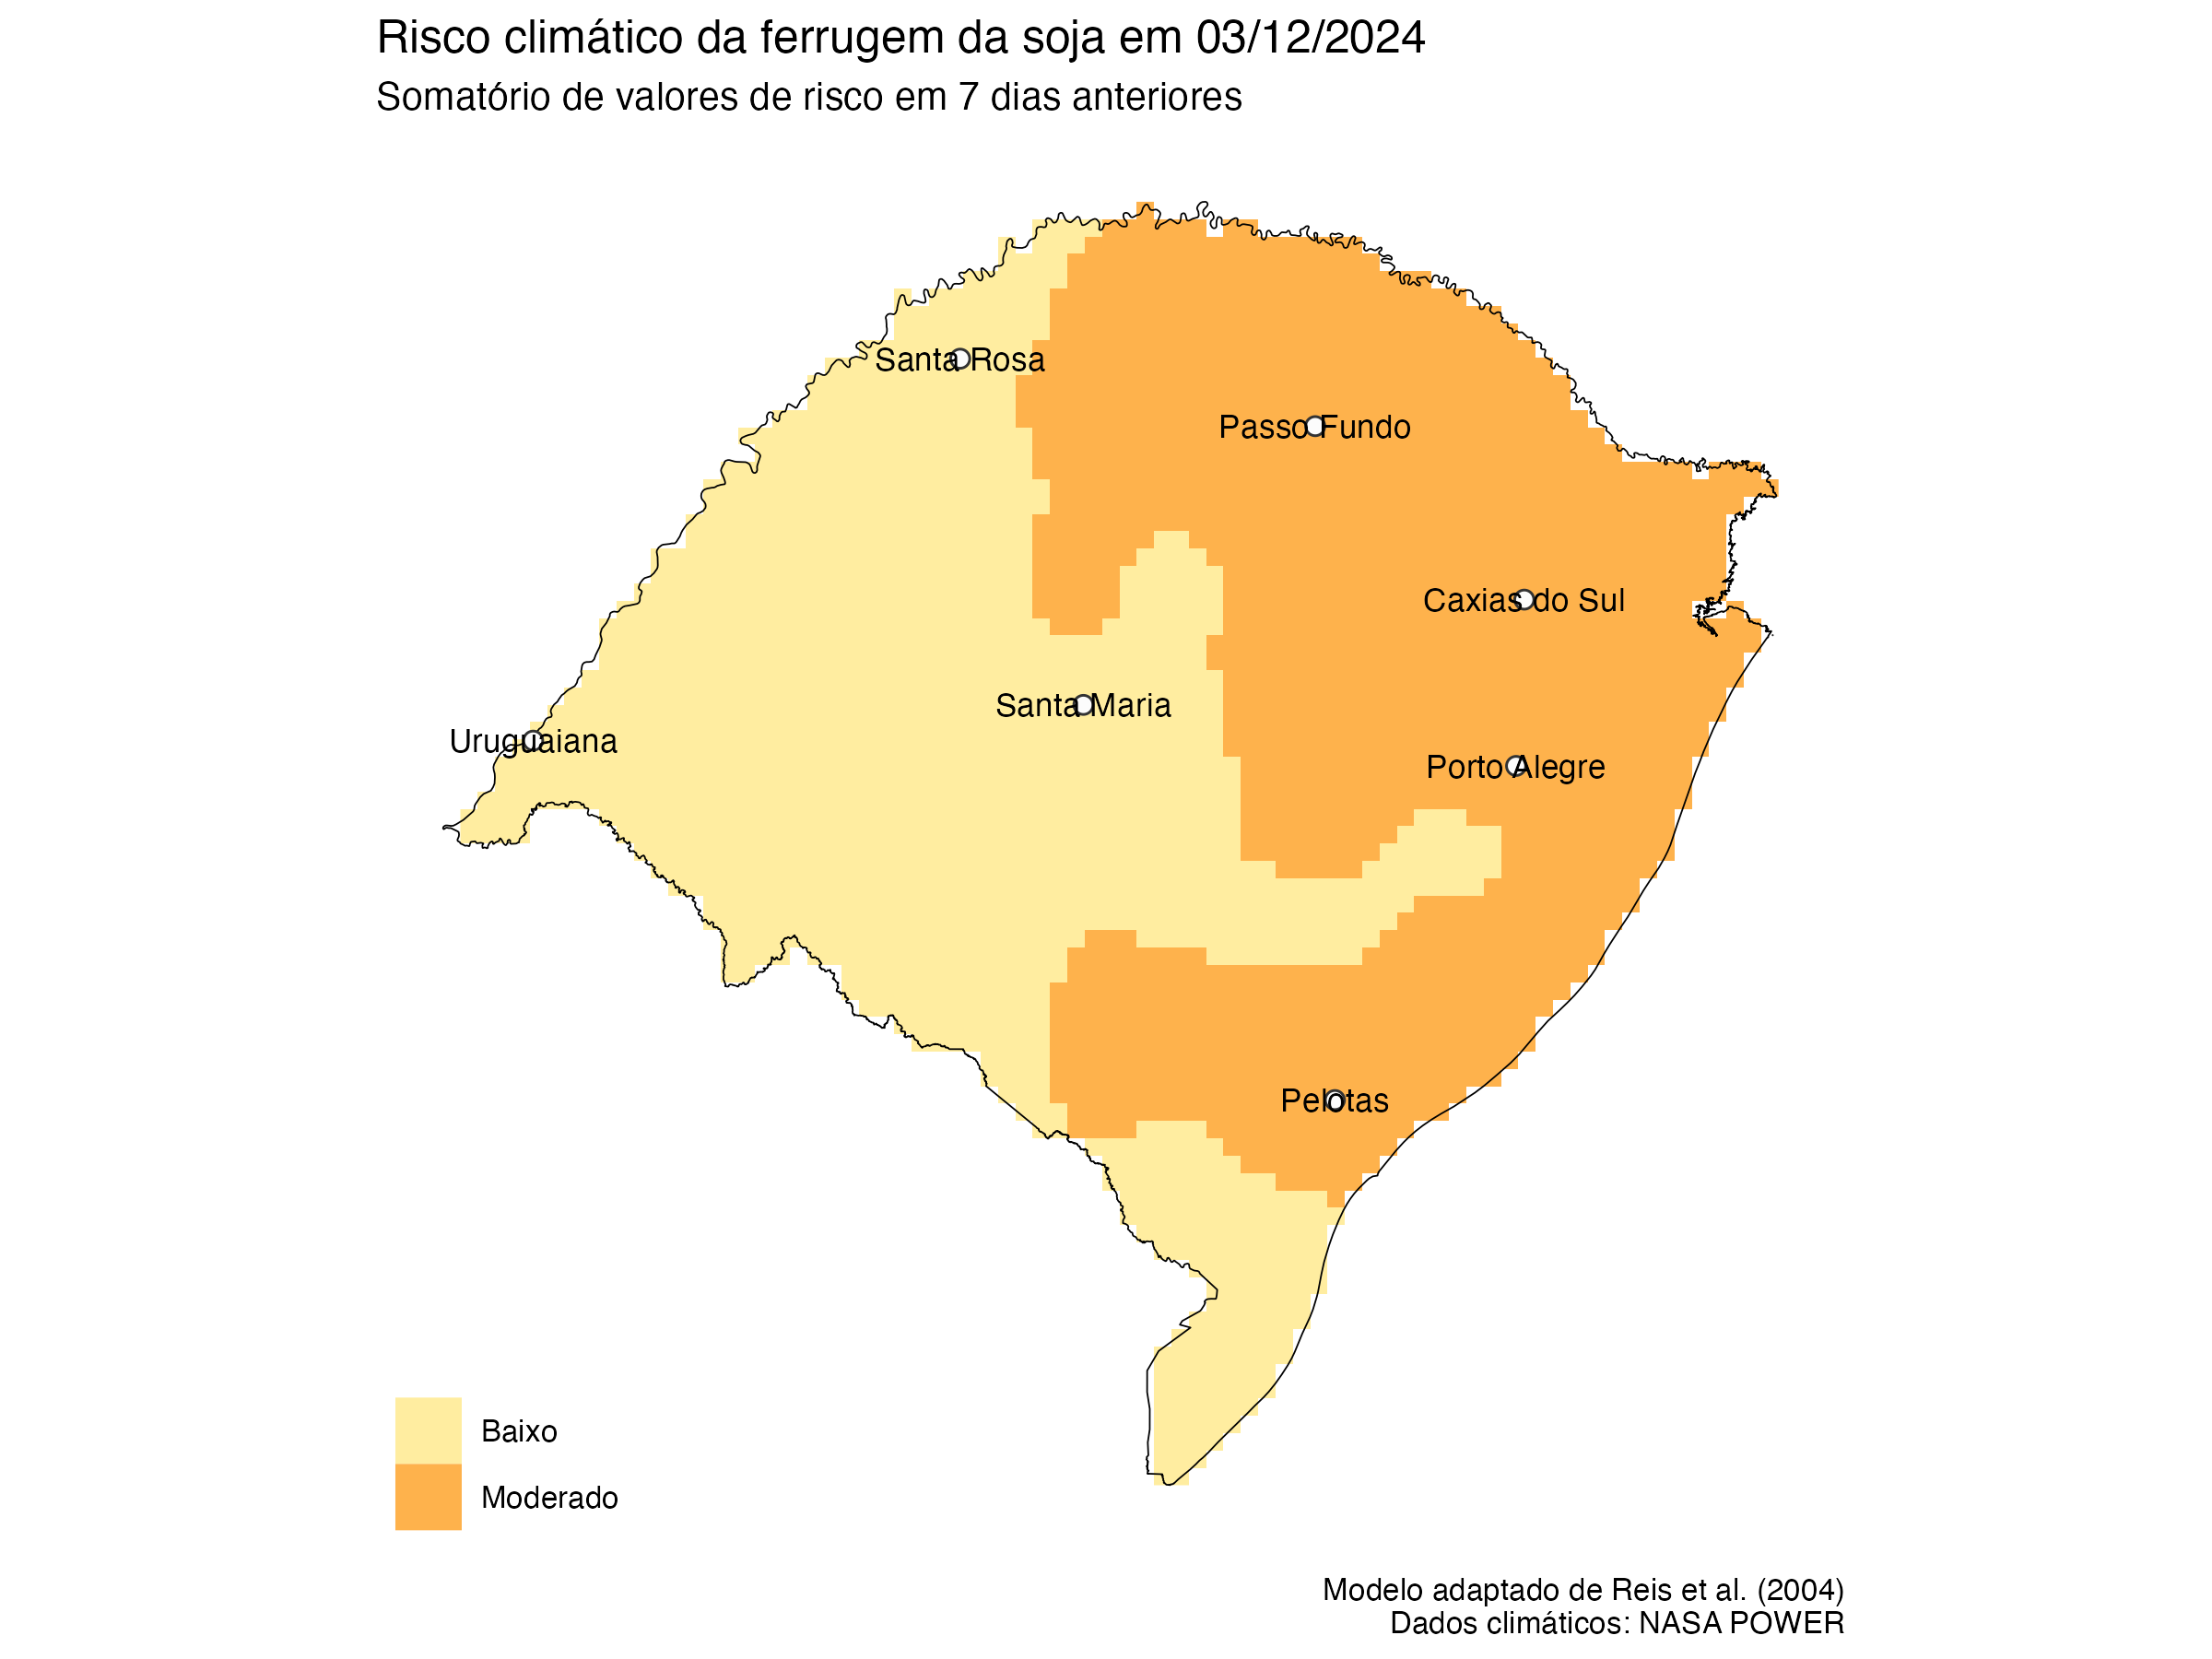 Risco climático da ferrugem da soja em 03/12/2024
Somatório de valores de risco em 7 dias anteriores
Santa Rosa
Passo Fundo
Caxias do Sul
Santa Maria
Uruguaiana
Porto Alegre
Pelotas
Baixo
Moderado
Modelo adaptado de Reis et al. (2004)
Dados climáticos: NASA POWER